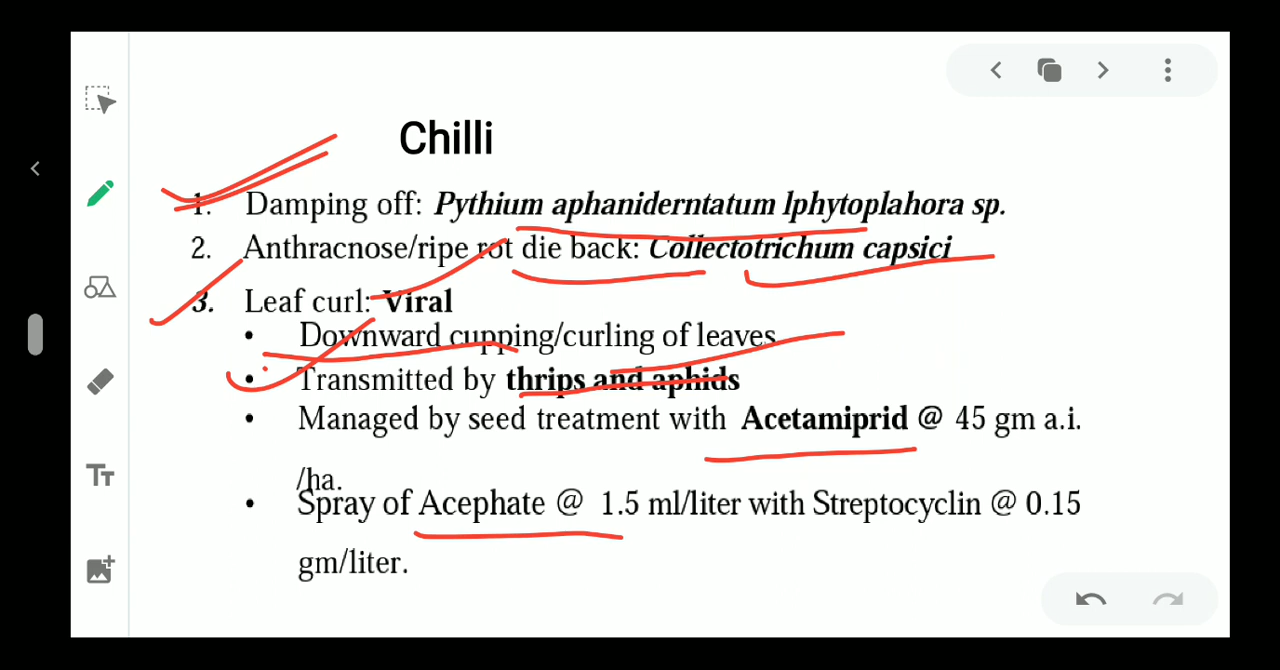 Chilli
1. Damping off: Pythium aphaniderntatum lphytoplahora sp.
2. Anthracnose/ripe rot die back: Collectotrichum capsici
3. Leaf curl: Viral
• Downward cupping/curling of leaves
• Transmitted by thrips and aphids
• Managed by seed treatment with Acetamiprid @ 45 gm a.i.
/ha.
• Spray of Acephate @ 1.5 ml/liter with Streptocyclin @ 0.15
gm/liter.
Tт